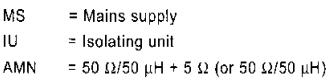 MS = Mains supply
IU = Isolating unit
AMN = 50 Ω/50 μH + 5 Ω (or 50 Ω/50 μH)